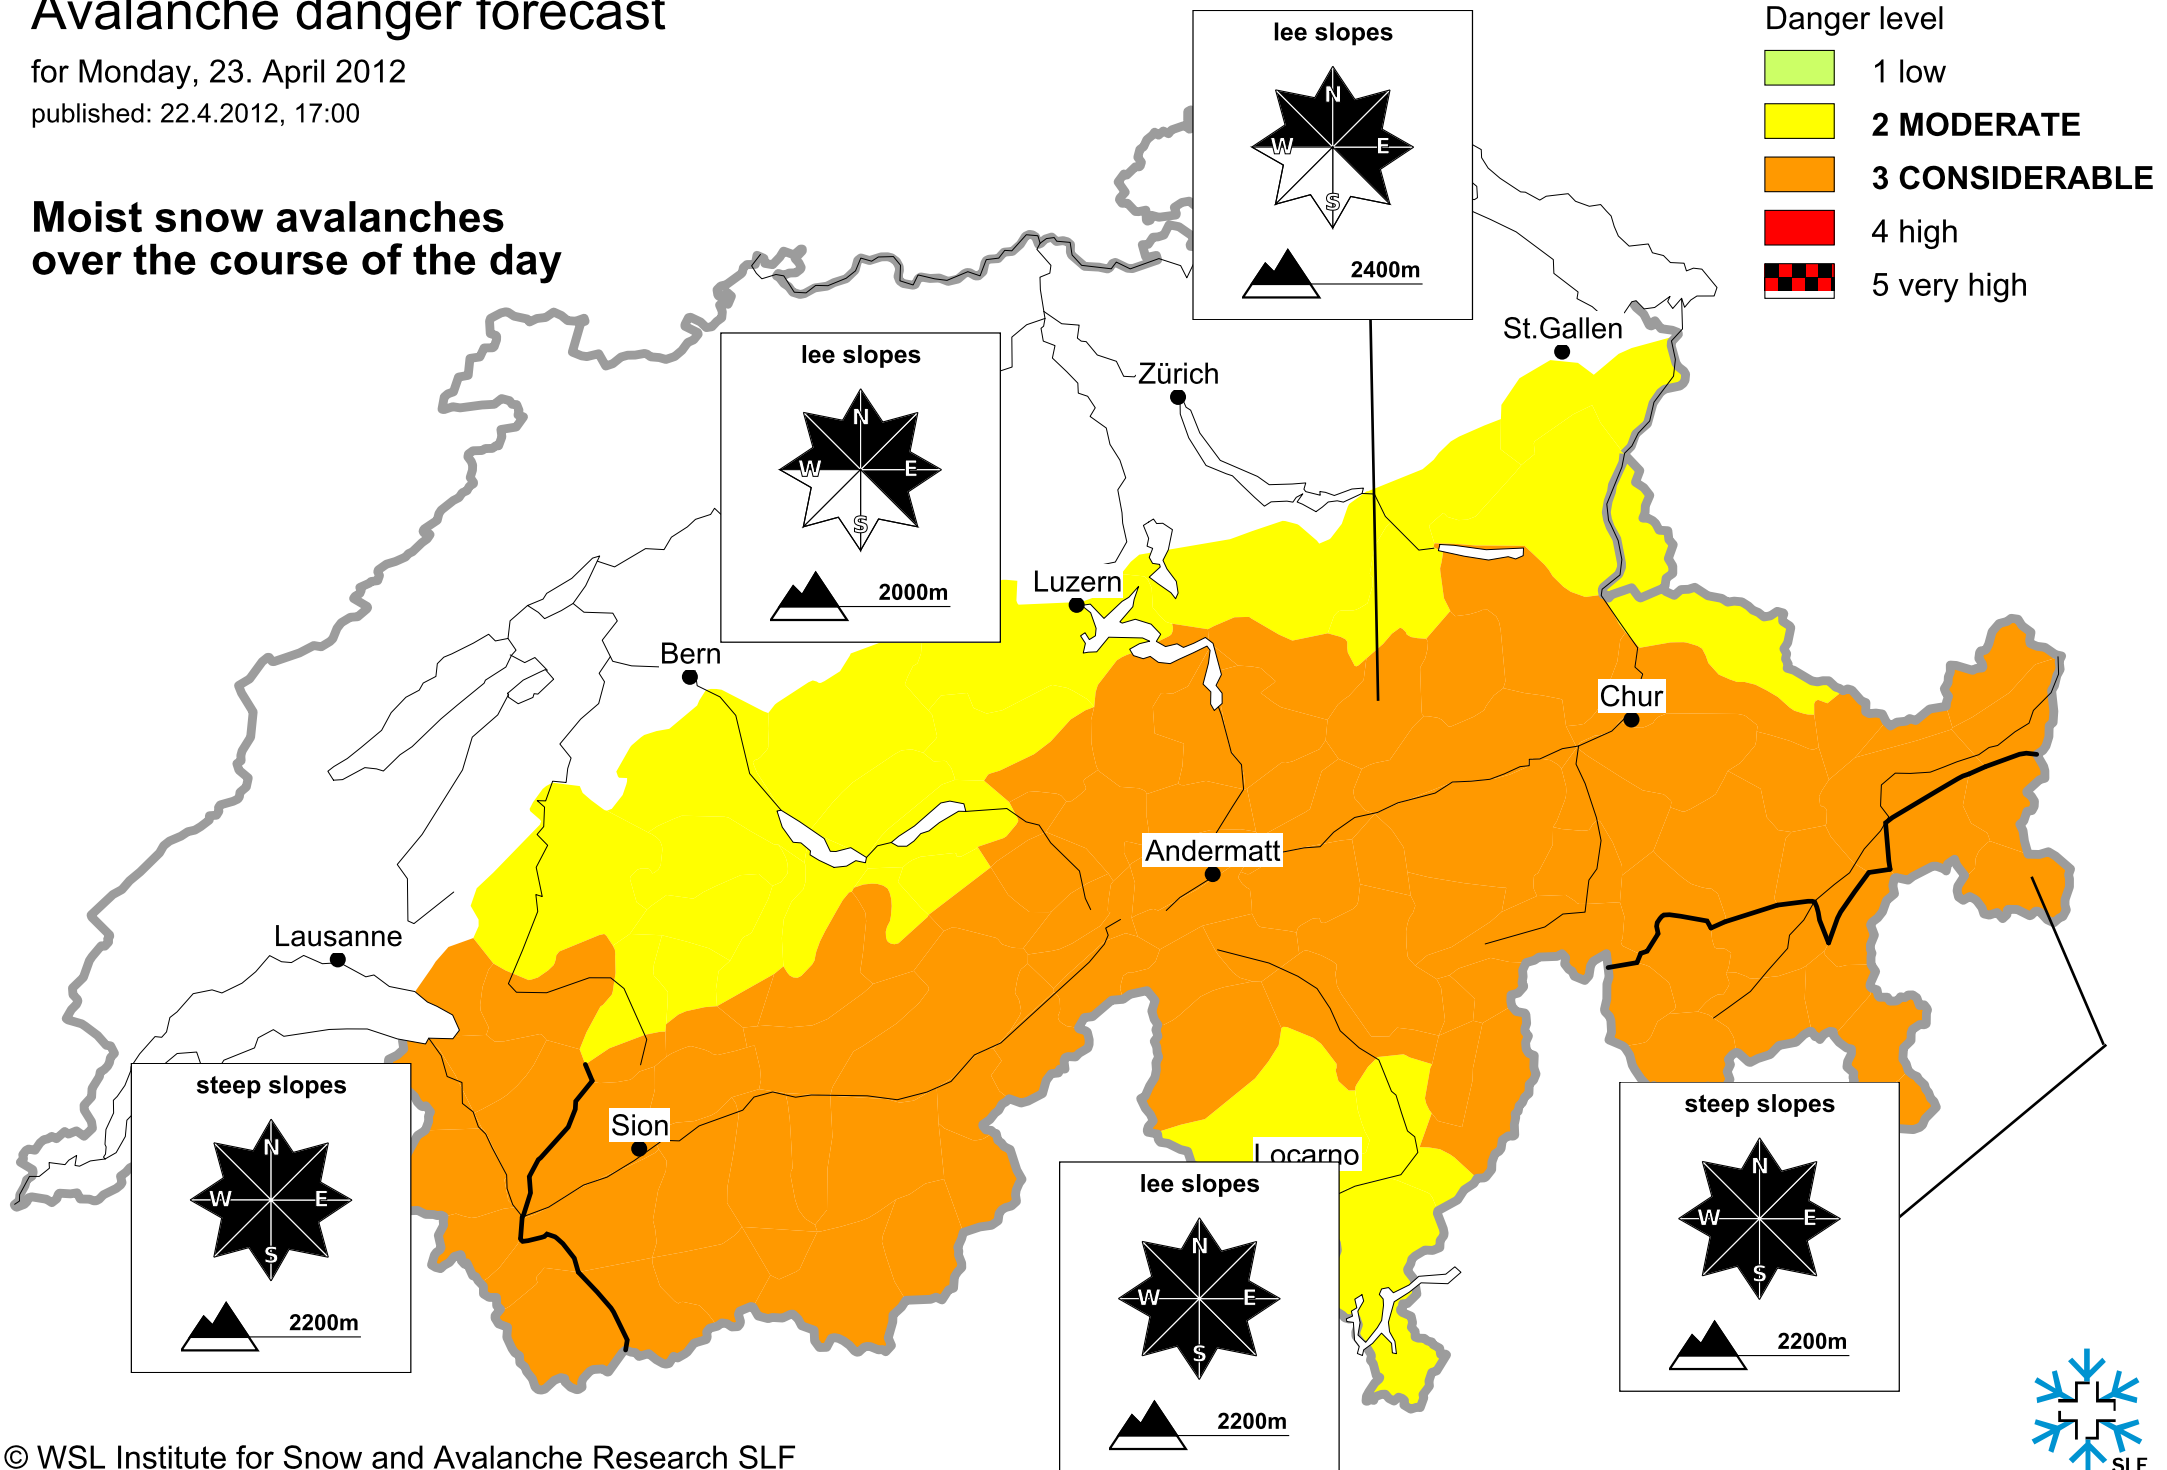 Avalanche danger forecast
for Monday, 23. April 2012
published: 22.4.2012, 17:00
Moist snow avalanches
over the course of the day
Danger level
1 low
2 MODERATE
3 CONSIDERABLE
4 high
5 very high
lee slopes
N
W E
S
2400m
lee slopes
N
W E
S
2000m
St.Gallen
Zürich
Luzern
Bern
Chur
Andermatt
Lausanne
Sion
Locarno
steep slopes
N
W E
S
2200m
lee slopes
N
W E
S
2200m
steep slopes
N
W E
S
2200m
© WSL Institute for Snow and Avalanche Research SLF
SLF